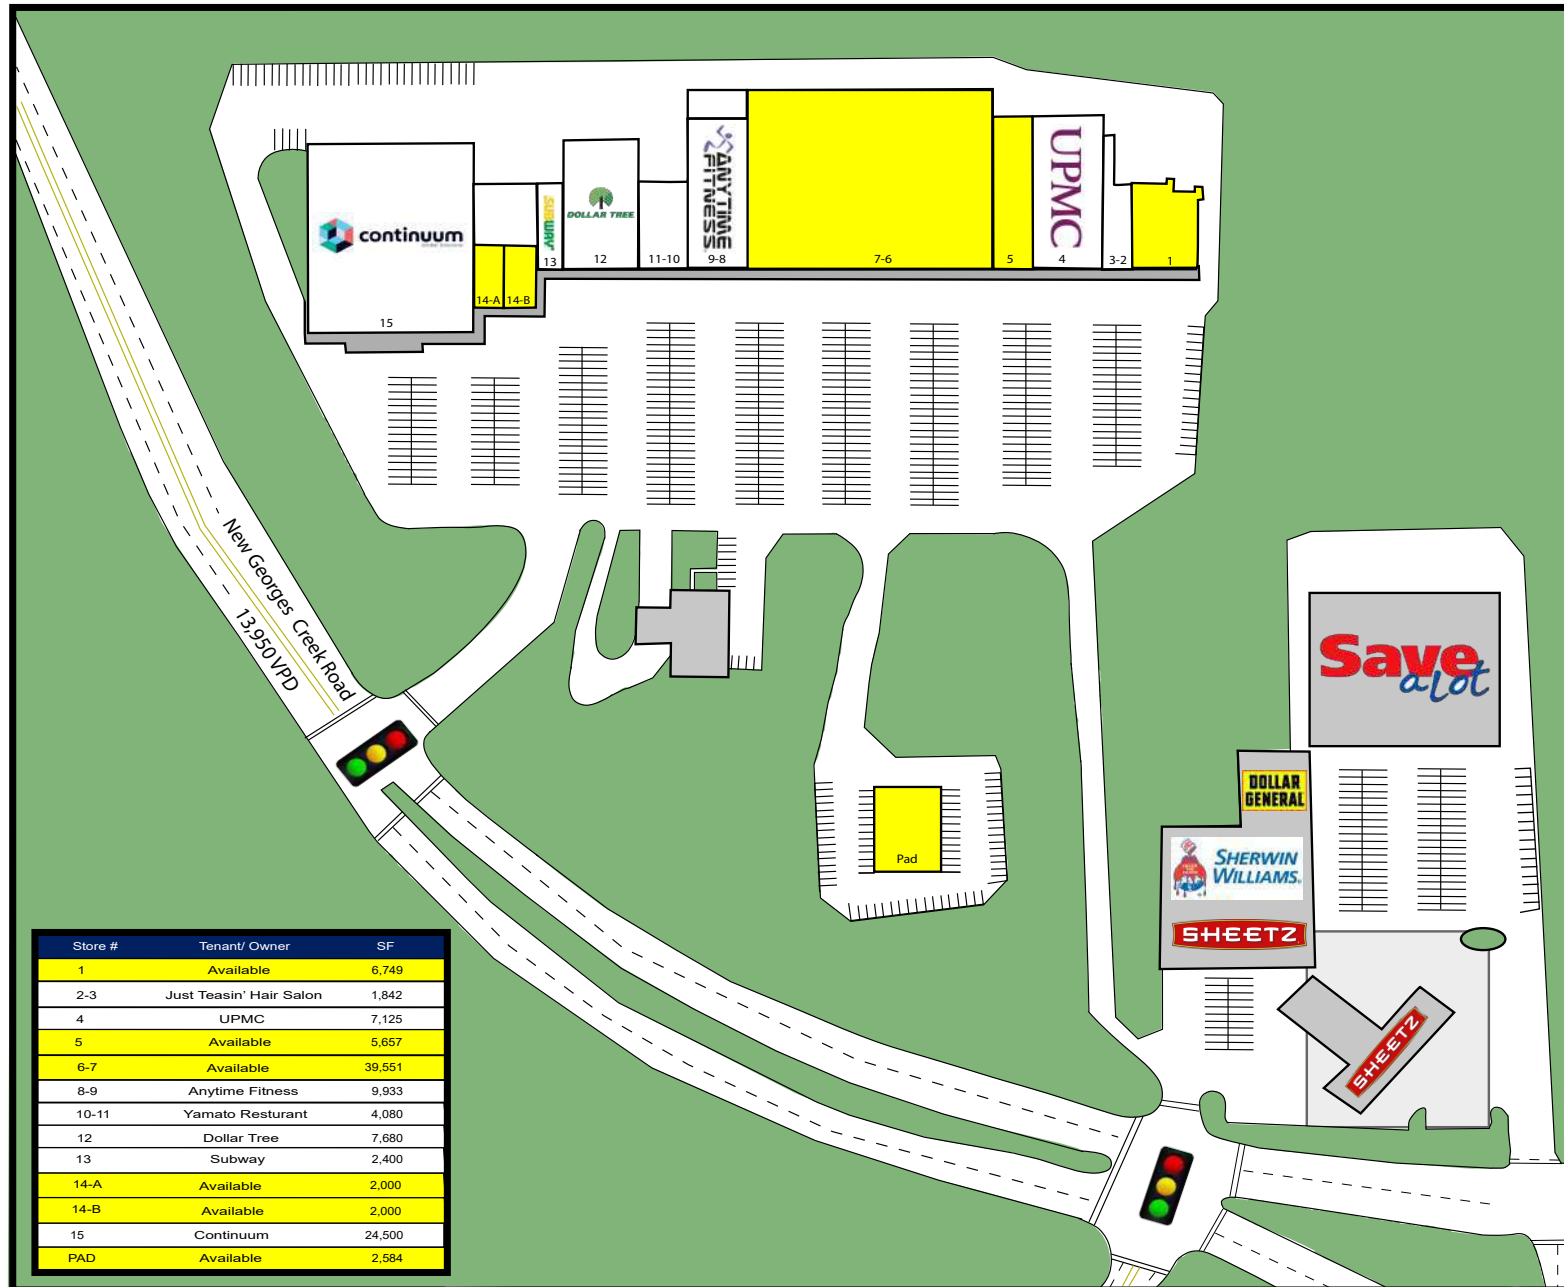 continuum
SUBWAY
DOLLAR TREE
ANYTIME
FITNESS
UPMC
15
14-A
14-B
13
12
11-10
9-8
7-6
5
4
3-2
1
New Georges Creek Road
13,950 VPD
Pad
Save
a Lot
DOLLAR
GENERAL
SHERWIN
WILLIAMS.
SHEETZ
SHEETZ
Store # Tenant/ Owner SF
1 Available 6,749
2-3 Just Teasin’ Hair Salon 1,842
4 UPMC 7,125
5 Available 5,657
6-7 Available 39,551
8-9 Anytime Fitness 9,933
10-11 Yamato Resturant 4,080
12 Dollar Tree 7,680
13 Subway 2,400
14-A Available 2,000
14-B Available 2,000
15 Continuum 24,500
PAD Available 2,584